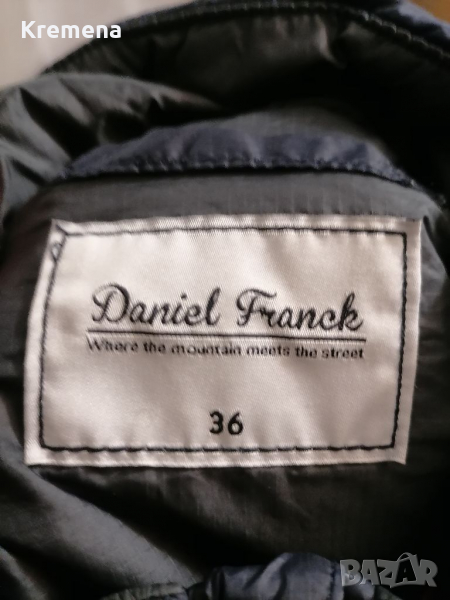 Kremena
Daniel Franck
Where the mountain meets the street
36
BAZAR